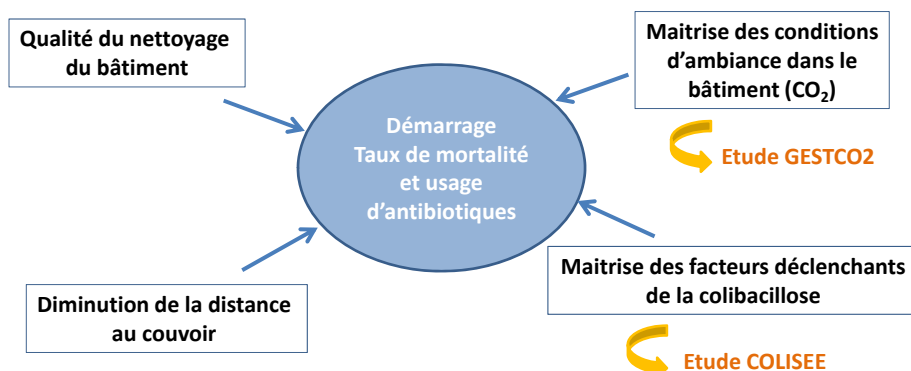 Qualité du nettoyage
du bâtiment
Maitrise des conditions
d'ambiance dans le
bâtiment (CO₂)
Etude GESTCO2
Démarrage
Taux de mortalité
et usage
d'antibiotiques
Diminution de la distance
au couvoir
Maitrise des facteurs déclenchants
de la colibacillose
Etude COLISEE